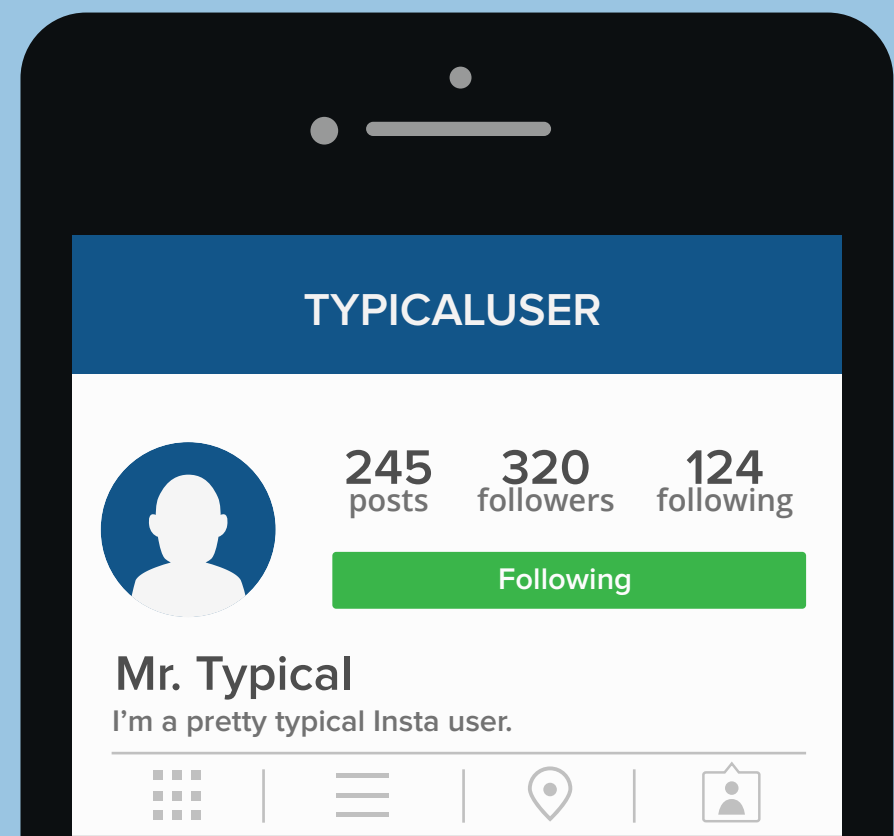 TYPICALUSER
245 320 124
posts followers following
Following
Mr. Typical
I’m a pretty typical Insta user.